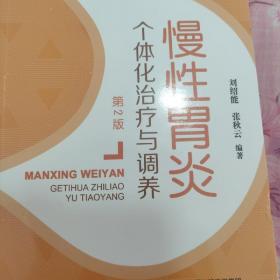 慢性胃炎
个体化治疗与调养
第2版
刘绍能 张秋云 编著
MANXING WEIYAN
GETIHUA ZHILIAO
YU TIAOYANG